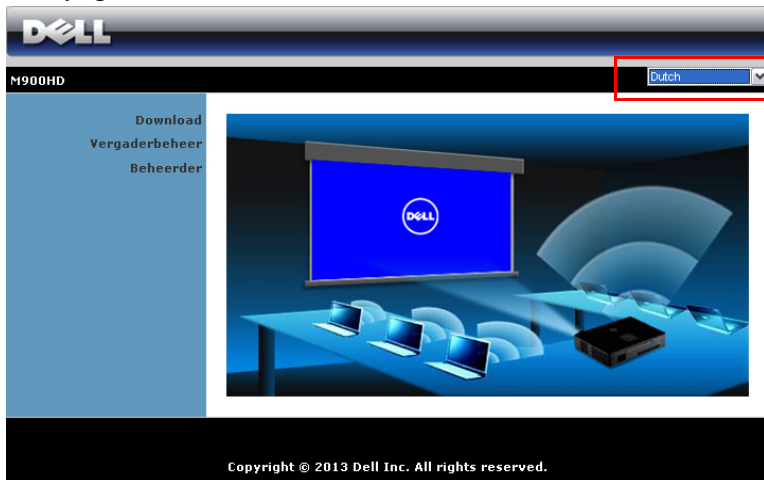 DELL
M900HD
Dutch
Download
Vergaderbeheer
Beheerder
DELL
Copyright © 2013 Dell Inc. All rights reserved.